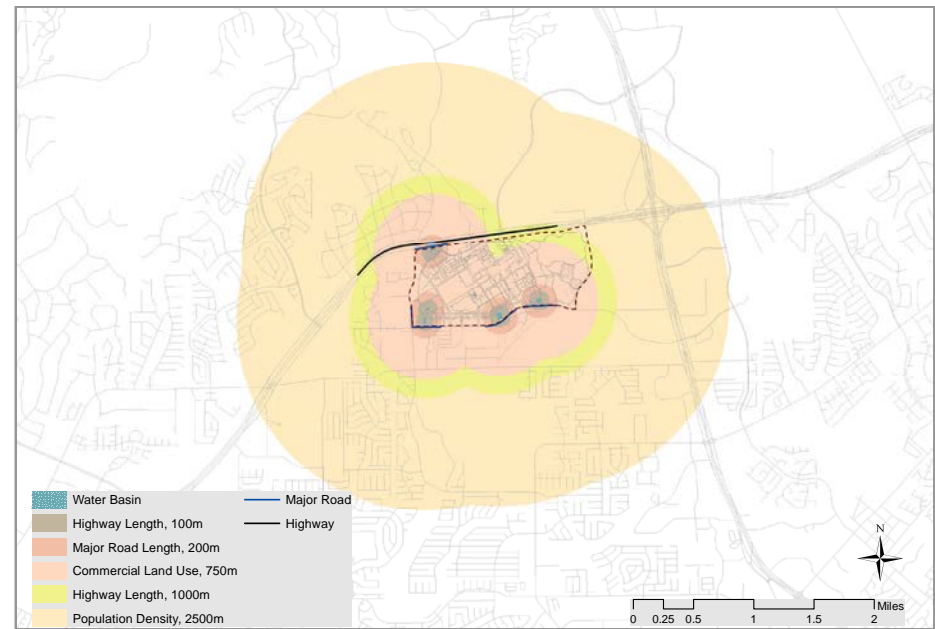 N
Water Basin
Major Road
Highway Length, 100m
Highway
Major Road Length, 200m
Commercial Land Use, 750m
Highway Length, 1000m
Population Density, 2500m
Miles
0 0.25 0.5 1 1.5 2